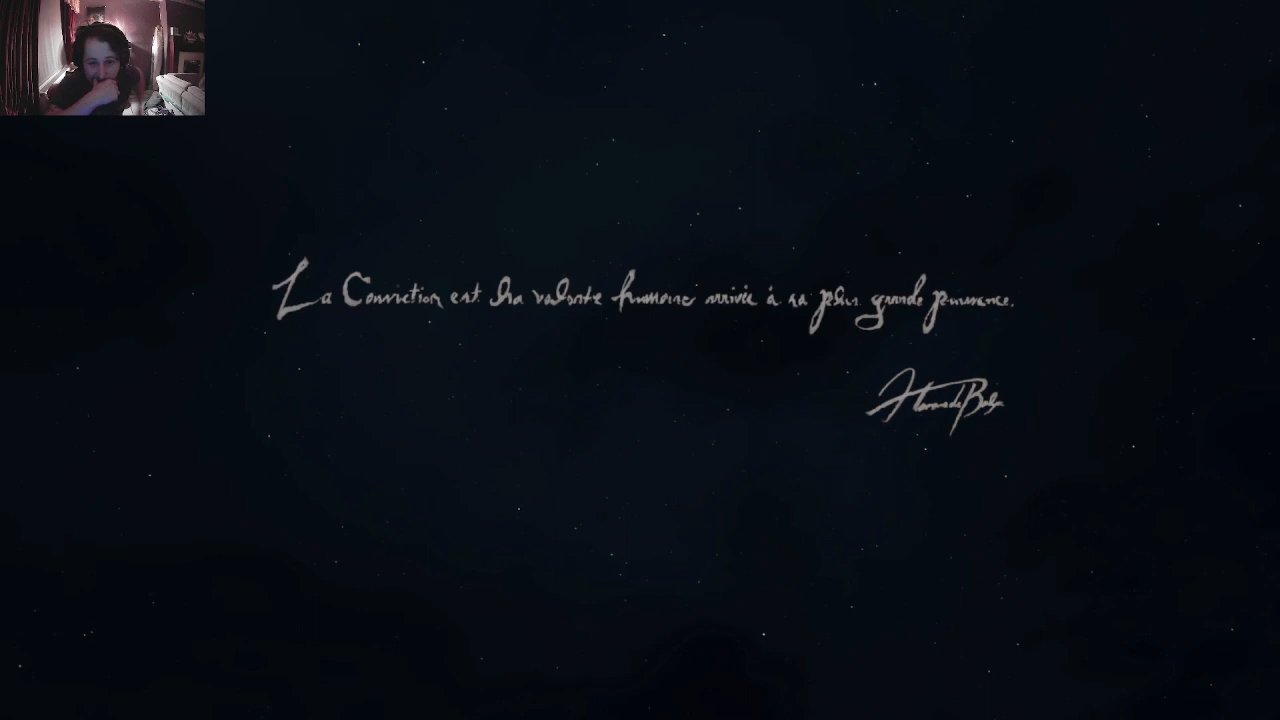 La Conviction est la volonté humaine arrivée à sa plus grande puissance.